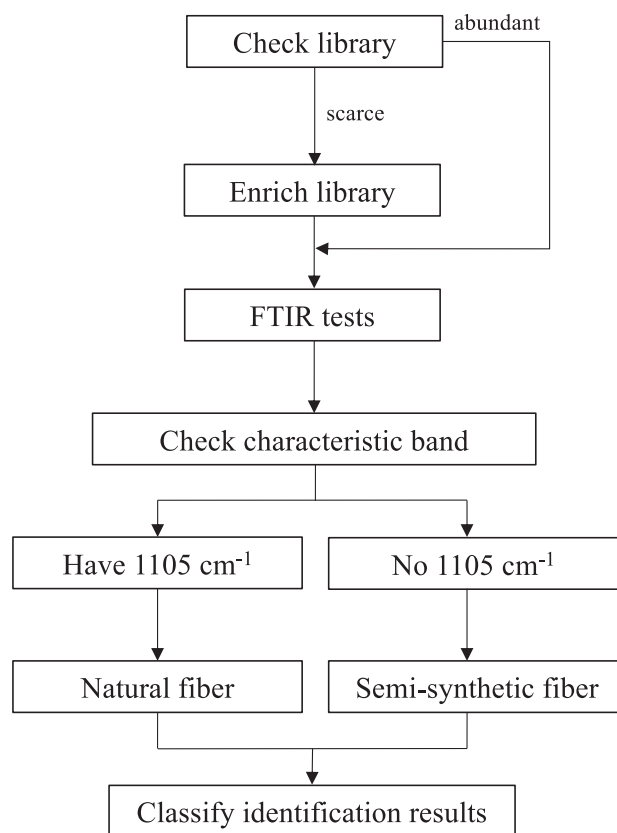 Check library
abundant
scarce
Enrich library
FTIR tests
Check characteristic band
Have 1105 cm⁻¹
No 1105 cm⁻¹
Natural fiber
Semi-synthetic fiber
Classify identification results